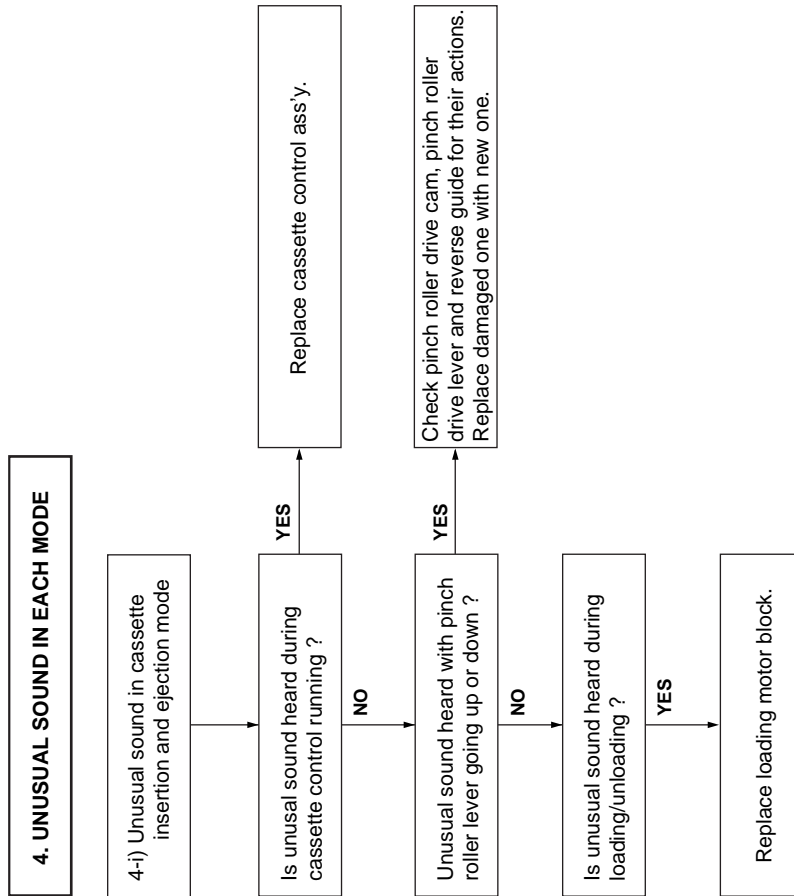 4. UNUSUAL SOUND IN EACH MODE
4-i) Unusual sound in cassette
insertion and ejection mode
Is unusual sound heard during
cassette control running ?
YES
Replace cassette control ass'y.
NO
Unusual sound heard with pinch
roller lever going up or down ?
YES
Check pinch roller drive cam, pinch roller
drive lever and reverse guide for their actions.
Replace damaged one with new one.
NO
Is unusual sound heard during
loading/unloading ?
YES
Replace loading motor block.